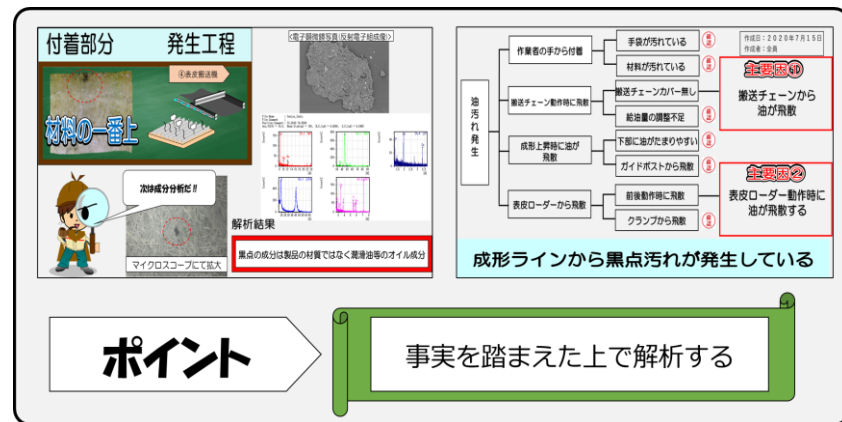 付着部分 発生工程
④表皮搬送機
材料の一番上
次は成分分析だ!!
マイクロスコープにて拡大
<電子顕微鏡写真(反射電子組成像)>
解析結果
黒点の成分は製品の材質ではなく潤滑油等のオイル成分
作成日:2020年7月15日
作成者:全員
油汚れ発生
作業者の手から付着
手袋が汚れている
材料が汚れている
搬送チェーン動作時に飛散
搬送チェーンカバー無し
給油量の調整不足
成形上昇時に油が
飛散
下部に油がたまりやすい
ガイドポストから飛散
表皮ローダーから飛散
前後動作時に飛散
クランプから飛散
主要因①
搬送チェーンから
油が飛散
主要因②
表皮ローダー動作時に
油が飛散する
成形ラインから黒点汚れが発生している
ポイント
事実を踏まえた上で解析する